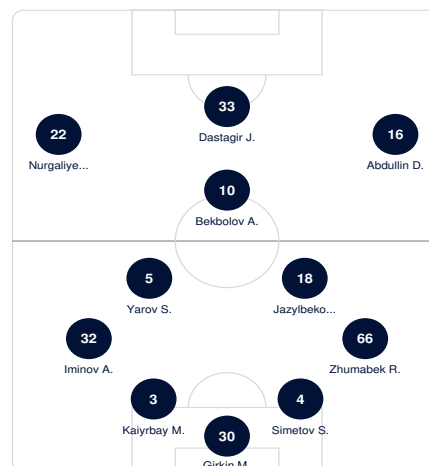 33
Dastagir J.
22
Nurgaliye...
16
Abdullin D.
10
Bekbolov A.
5
Yarov S.
18
Jazylbeko...
32
Iminov A.
66
Zhumabek R.
3
Kaiyrbay M.
4
Simetov S.
30
Girkin M.